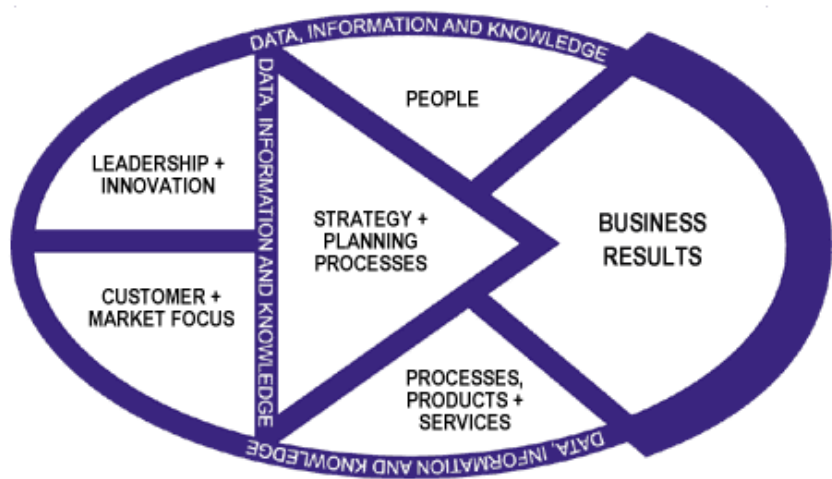 DATA, INFORMATION AND KNOWLEDGE
DATA, INFORMATION AND KNOWLEDGE
PEOPLE
LEADERSHIP +
INNOVATION
STRATEGY +
PLANNING
PROCESSES
BUSINESS
RESULTS
CUSTOMER +
MARKET FOCUS
PROCESSES,
PRODUCTS +
SERVICES
DATA, INFORMATION AND KNOWLEDGE